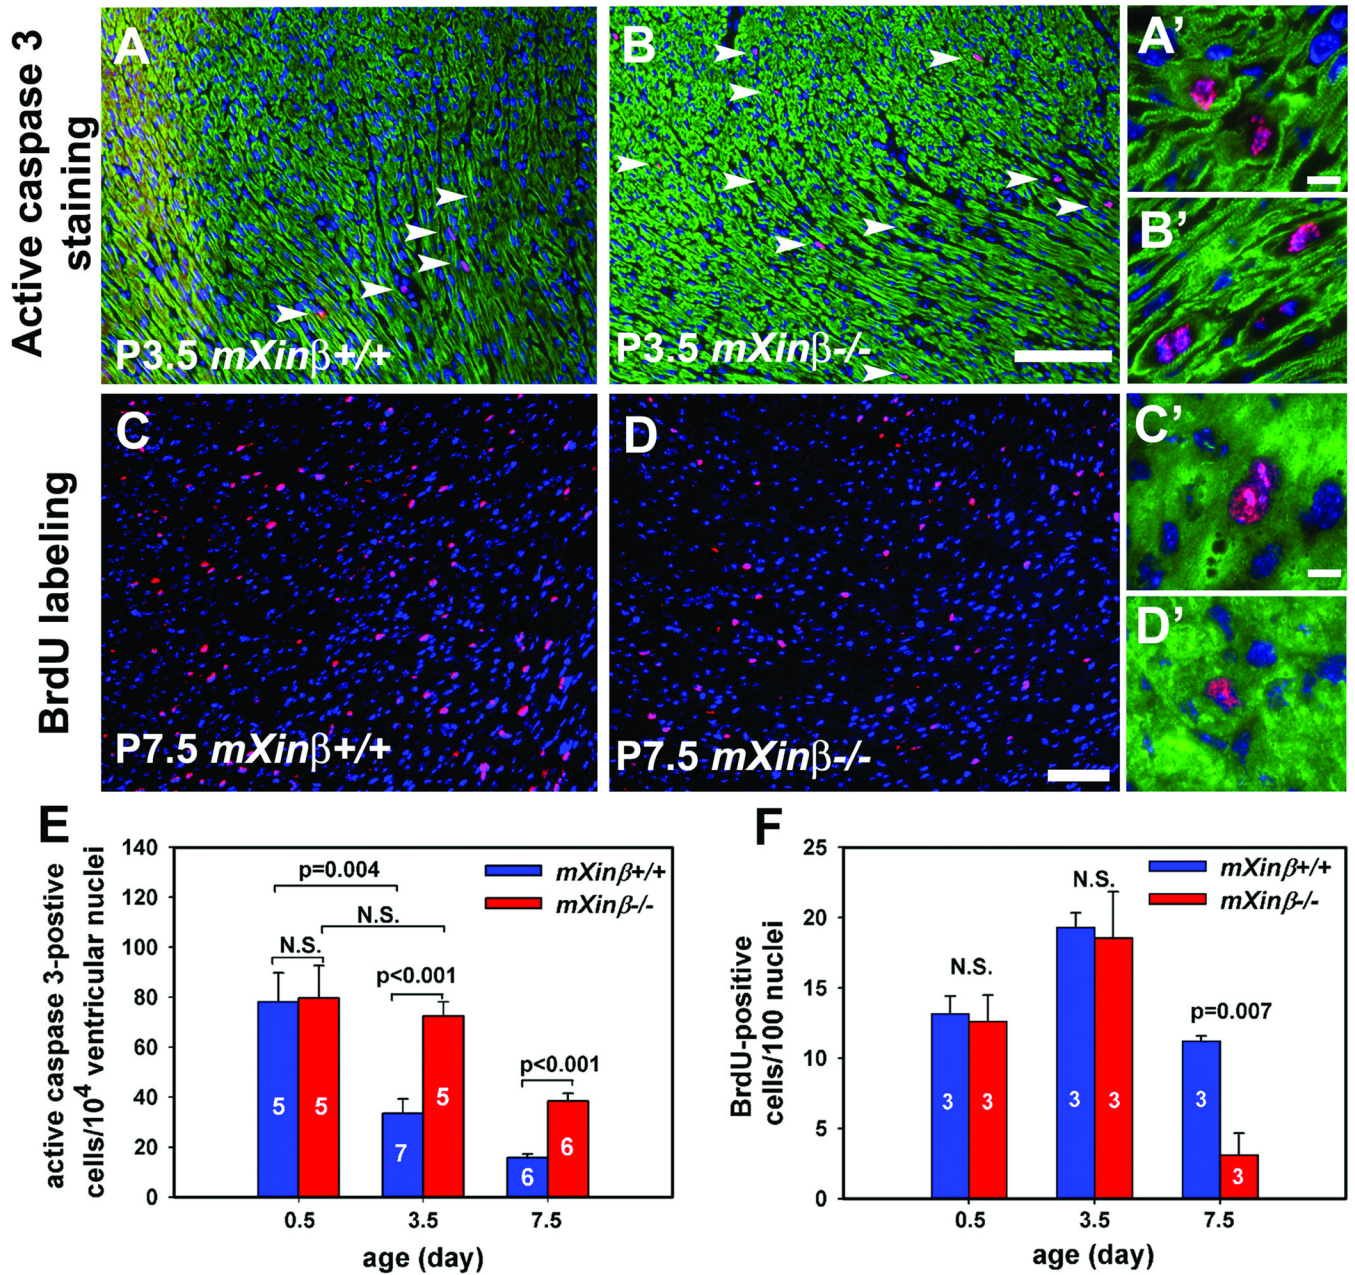 Active caspase 3
staining
A
P3.5 mXinβ+/+
B
P3.5 mXinβ-/-
A’
B’
BrdU labeling
C
P7.5 mXinβ+/+
D
P7.5 mXinβ-/-
C’
D’
E
active caspase 3-postive
cells/10⁴ ventricular nuclei
140
120
100
80
60
40
20
0
mXinβ+/+
mXinβ-/-
p=0.004
N.S.
N.S.
p<0.001
p<0.001
5
5
7
5
6
6
0.5
3.5
7.5
age (day)
F
BrdU-positive
cells/100 nuclei
25
20
15
10
5
0
mXinβ+/+
mXinβ-/-
N.S.
N.S.
p=0.007
3
3
3
3
3
3
0.5
3.5
7.5
age (day)